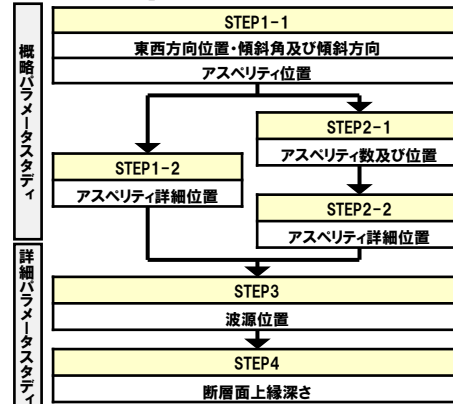 概略パラメータスタディ
STEP1-1
東西方向位置・傾斜角及び傾斜方向
アスペリティ位置
STEP1-2
アスペリティ詳細位置
STEP2-1
アスペリティ数及び位置
STEP2-2
アスペリティ詳細位置
詳細パラメータスタディ
STEP3
波源位置
STEP4
断層面上縁深さ